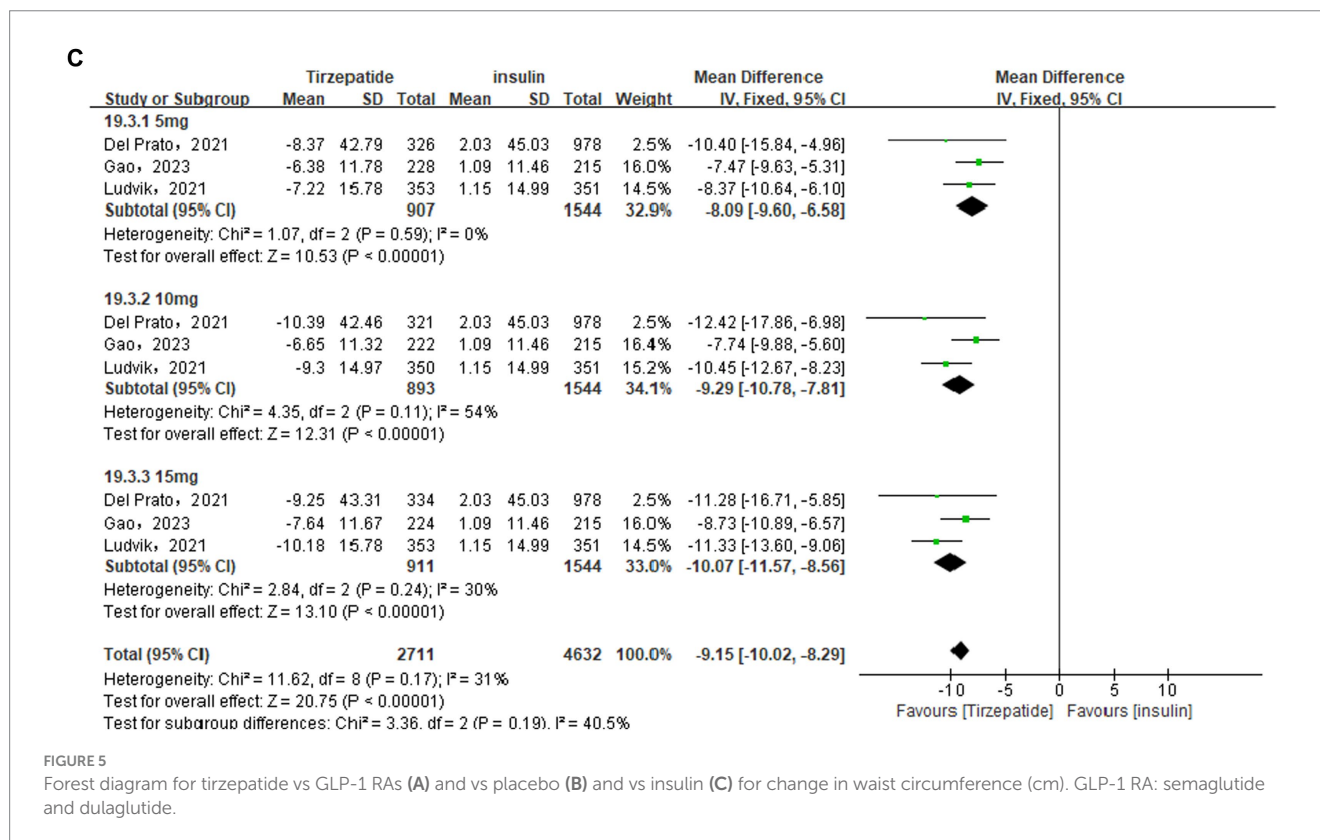 C
Tirzepatide insulin Mean Difference Mean Difference
Study or Subgroup Mean SD Total Mean SD Total Weight IV, Fixed, 95% CI IV, Fixed, 95% CI
19.3.1 5mg
Del Prato，2021 -8.37 42.79 326 2.03 45.03 978 2.5% -10.40 [-15.84, -4.96]
Gao，2023 -6.38 11.78 228 1.09 11.46 215 16.0% -7.47 [-9.63, -5.31]
Ludvik，2021 -7.22 15.78 353 1.15 14.99 351 14.5% -8.37 [-10.64, -6.10]
Subtotal (95% CI) 907 1544 32.9% -8.09 [-9.60, -6.58]
Heterogeneity: Chi² = 1.07, df = 2 (P = 0.59); I² = 0%
Test for overall effect: Z = 10.53 (P < 0.00001)
19.3.2 10mg
Del Prato，2021 -10.39 42.46 321 2.03 45.03 978 2.5% -12.42 [-17.86, -6.98]
Gao，2023 -6.65 11.32 222 1.09 11.46 215 16.4% -7.74 [-9.88, -5.60]
Ludvik，2021 -9.3 14.97 350 1.15 14.99 351 15.2% -10.45 [-12.67, -8.23]
Subtotal (95% CI) 893 1544 34.1% -9.29 [-10.78, -7.81]
Heterogeneity: Chi² = 4.35, df = 2 (P = 0.11); I² = 54%
Test for overall effect: Z = 12.31 (P < 0.00001)
19.3.3 15mg
Del Prato，2021 -9.25 43.31 334 2.03 45.03 978 2.5% -11.28 [-16.71, -5.85]
Gao，2023 -7.64 11.67 224 1.09 11.46 215 16.0% -8.73 [-10.89, -6.57]
Ludvik，2021 -10.18 15.78 353 1.15 14.99 351 14.5% -11.33 [-13.60, -9.06]
Subtotal (95% CI) 911 1544 33.0% -10.07 [-11.57, -8.56]
Heterogeneity: Chi² = 2.84, df = 2 (P = 0.24); I² = 30%
Test for overall effect: Z = 13.10 (P < 0.00001)
Total (95% CI) 2711 4632 100.0% -9.15 [-10.02, -8.29]
Heterogeneity: Chi² = 11.62, df = 8 (P = 0.17); I² = 31%
Test for overall effect: Z = 20.75 (P < 0.00001)
Test for subgroup differences: Chi² = 3.36, df = 2 (P = 0.19), I² = 40.5%
-10 -5 0 5 10
Favours [Tirzepatide] Favours [insulin]
FIGURE 5
Forest diagram for tirzepatide vs GLP-1 RAs (A) and vs placebo (B) and vs insulin (C) for change in waist circumference (cm). GLP-1 RA: semaglutide
and dulaglutide.